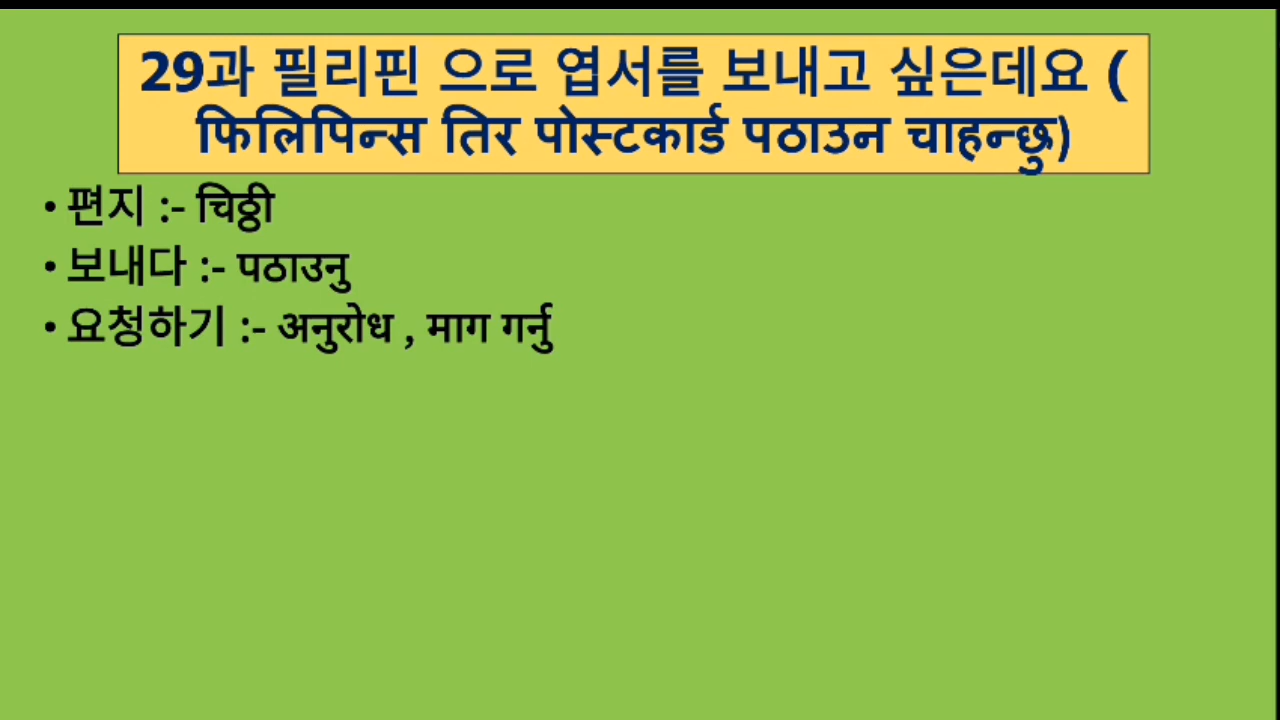 29과 필리핀 으로 엽서를 보내고 싶은데요 (
फिलिपिन्स तिर पोस्टकार्ड पठाउन चाहन्छु)
• 편지 :- चिठ्ठी
• 보내다 :- पठाउनु
• 요청하기 :- अनुरोध , माग गर्नु